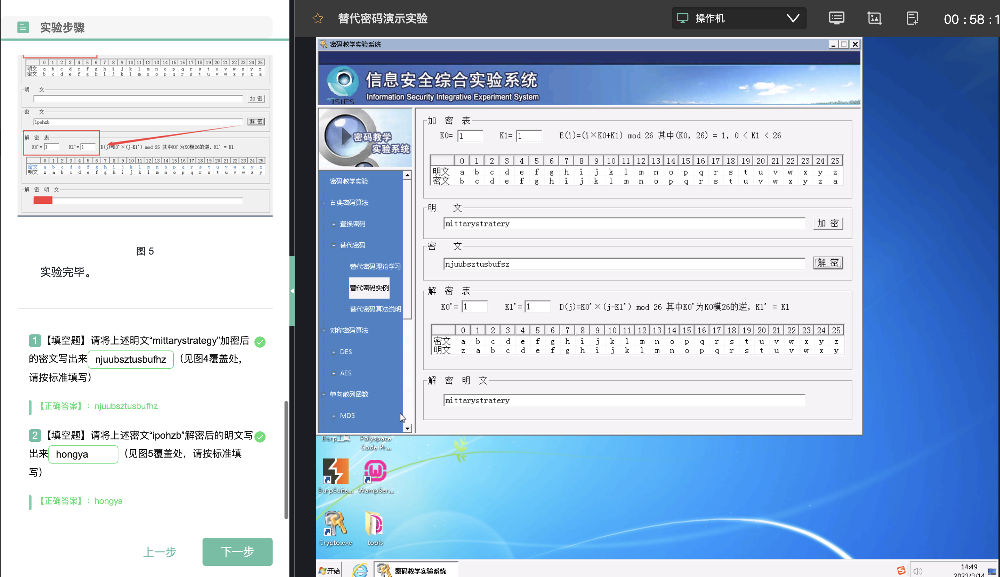 实验步骤
0 1 2 3 4 5 6 7 8 9 10 11 12 13 14 15 16 17 18 19 20 21 22 23 24 25
明文 a b c d e f g h i j k l m n o p q r s t u v w x y z
密文 b c d e f g h i j k l m n o p q r s t u v w x y z a
明 文
加 密
密 文
ipohzb 解 密
解 密 表
K0'= 1 K1'= 1 D(j)=K0'×(j-K1') mod 26 其中K0'为K0模26的逆, K1' = K1
0 1 2 3 4 5 6 7 8 9 10 11 12 13 14 15 16 17 18 19 20 21 22 23 24 25
密文 a b c d e f g h i j k l m n o p q r s t u v w x y z
明文 z a b c d e f g h i j k l m n o p q r s t u v w x y
解 密 明 文
图 5
实验完毕。
1 【填空题】请将上述明文“mittarystrategy”加密后
的密文写出来 njuubsztusbufhz （见图4覆盖处，
请按标准填写）
【正确答案】： njuubsztusbufhz
2 【填空题】请将上述密文“ipohzb”解密后的明文写
出来 hongya （见图5覆盖处，请按标准填
写）
【正确答案】： hongya
上一步 下一步
替代密码演示实验 操作机 00 : 58 : 1
密码教学实验系统
信息安全综合实验系统
Information Security Integrative Experiment System
ISIES
密码教学
实验系统
密码教学实验
古典密码算法
置换密码
替代密码
替代密码理论学习
替代密码实例
替代密码算法说明
对称密码算法
DES
AES
单向散列函数
MD5
加 密 表
K0= 1 K1= 1 E(i)=(i×K0+K1) mod 26 其中(K0, 26) = 1, 0 < K1 < 26
0 1 2 3 4 5 6 7 8 9 10 11 12 13 14 15 16 17 18 19 20 21 22 23 24 25
明文 a b c d e f g h i j k l m n o p q r s t u v w x y z
密文 b c d e f g h i j k l m n o p q r s t u v w x y z a
明 文
mittarystratery 加 密
密 文
njuubsztusbufsz 解 密
解 密 表
K0'= 1 K1'= 1 D(j)=K0'×(j-K1') mod 26 其中K0'为K0模26的逆, K1' = K1
0 1 2 3 4 5 6 7 8 9 10 11 12 13 14 15 16 17 18 19 20 21 22 23 24 25
密文 a b c d e f g h i j k l m n o p q r s t u v w x y z
明文 z a b c d e f g h i j k l m n o p q r s t u v w x y
解 密 明 文
mittarystratery
Burp工具 Polyspace
Code Pr...
BurpSuite... WampSer...
Crypto.exe tools
开始 密码教学实验系统 14:49
2023/3/14